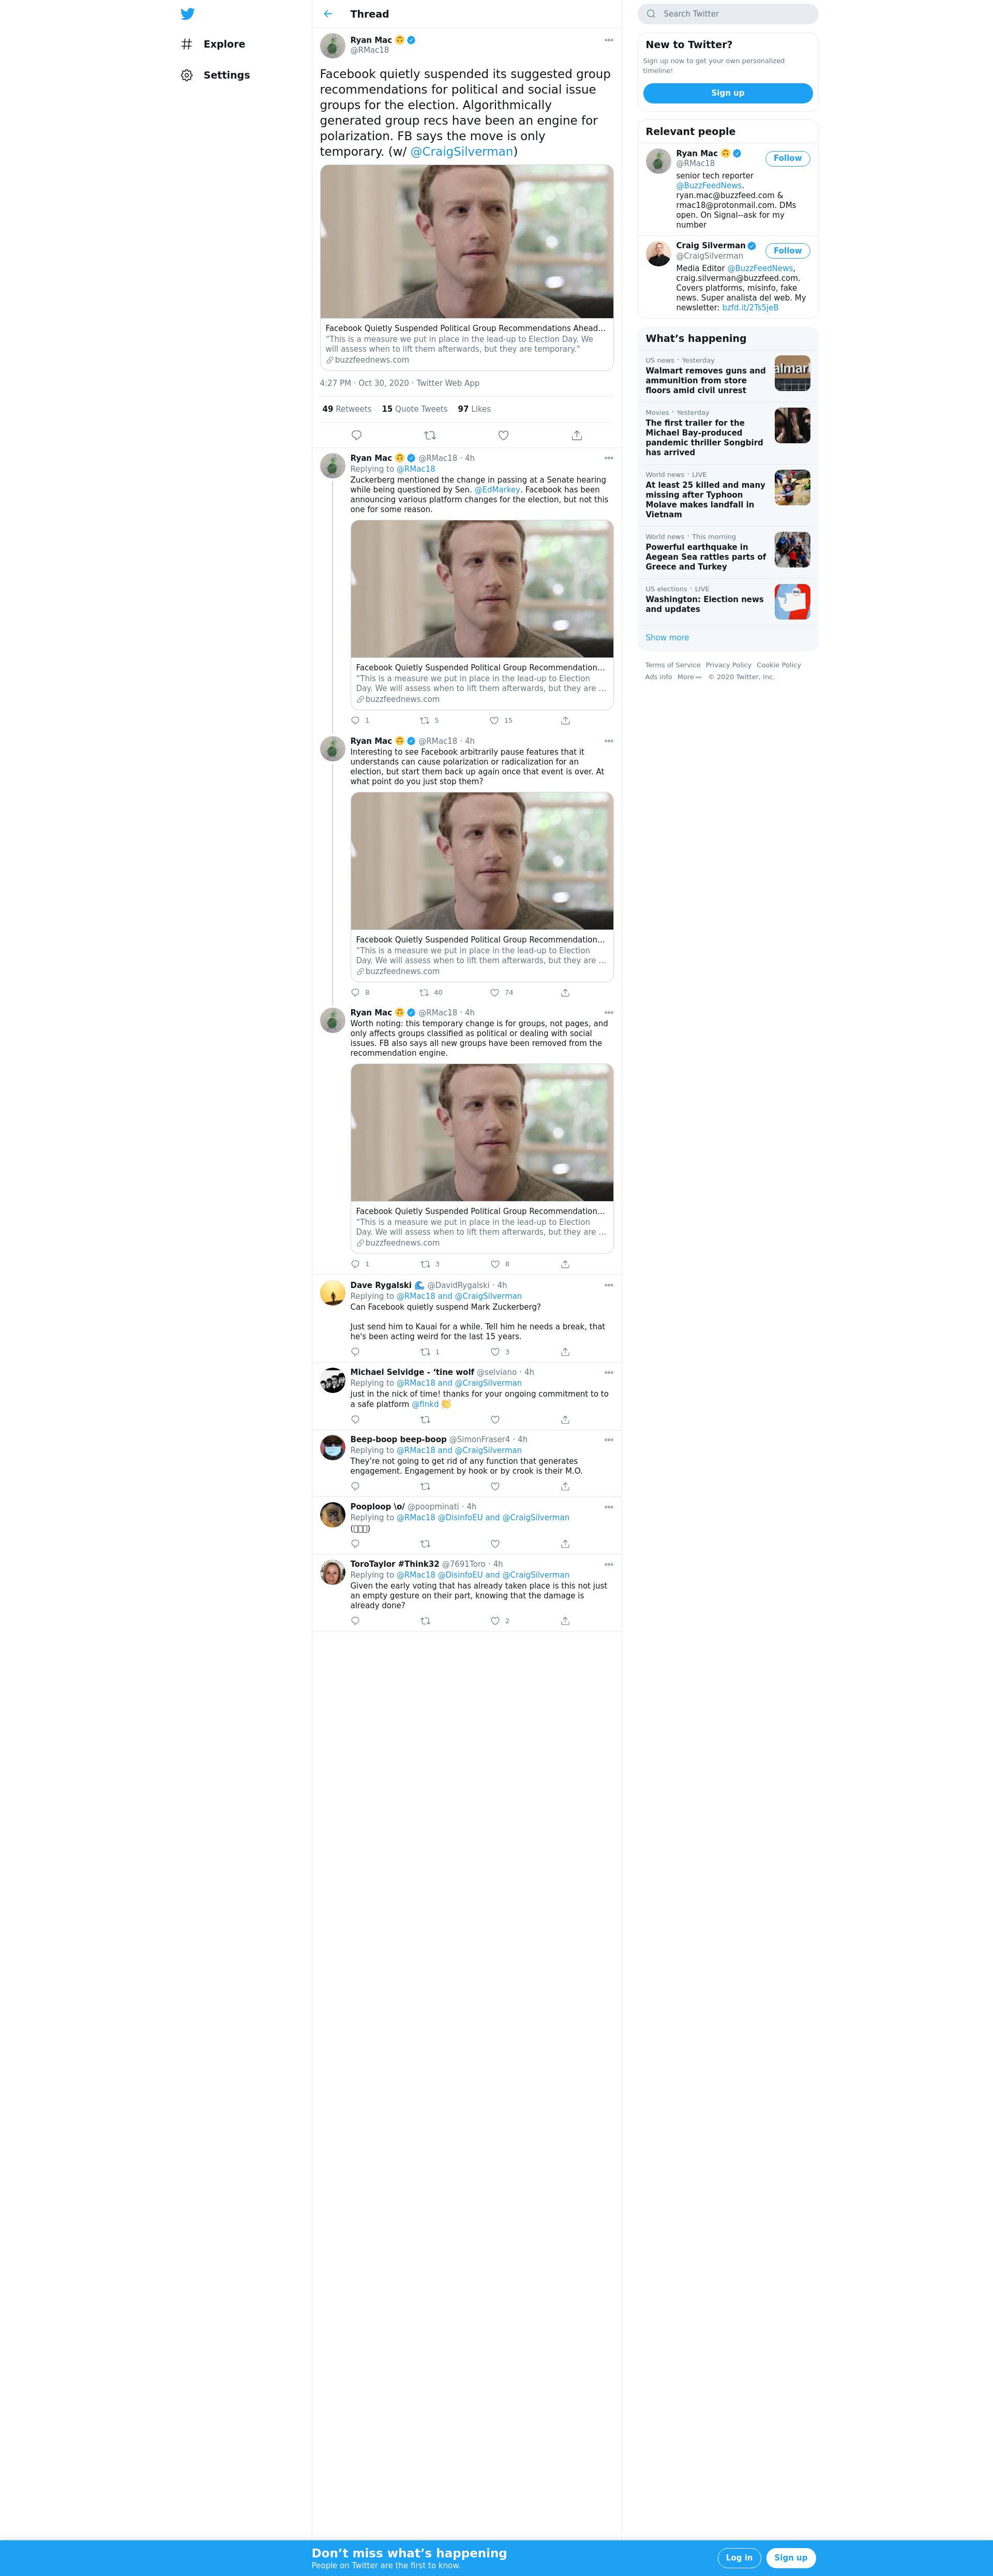 Explore
Settings
Thread
Ryan Mac 🙃
@RMac18
Facebook quietly suspended its suggested group
recommendations for political and social issue
groups for the election. Algorithmically
generated group recs have been an engine for
polarization. FB says the move is only
temporary. (w/ @CraigSilverman)
Facebook Quietly Suspended Political Group Recommendations Ahead…
"This is a measure we put in place in the lead-up to Election Day. We
will assess when to lift them afterwards, but they are temporary."
buzzfeednews.com
4:27 PM · Oct 30, 2020 · Twitter Web App
49 Retweets 15 Quote Tweets 97 Likes
Ryan Mac 🙃 @RMac18 · 4h
Replying to @RMac18
Zuckerberg mentioned the change in passing at a Senate hearing
while being questioned by Sen. @EdMarkey. Facebook has been
announcing various platform changes for the election, but not this
one for some reason.
Facebook Quietly Suspended Political Group Recommendation…
"This is a measure we put in place in the lead-up to Election
Day. We will assess when to lift them afterwards, but they are …
buzzfeednews.com
1 5 15
Ryan Mac 🙃 @RMac18 · 4h
Interesting to see Facebook arbitrarily pause features that it
understands can cause polarization or radicalization for an
election, but start them back up again once that event is over. At
what point do you just stop them?
Facebook Quietly Suspended Political Group Recommendation…
"This is a measure we put in place in the lead-up to Election
Day. We will assess when to lift them afterwards, but they are …
buzzfeednews.com
8 40 74
Ryan Mac 🙃 @RMac18 · 4h
Worth noting: this temporary change is for groups, not pages, and
only affects groups classified as political or dealing with social
issues. FB also says all new groups have been removed from the
recommendation engine.
Facebook Quietly Suspended Political Group Recommendation…
"This is a measure we put in place in the lead-up to Election
Day. We will assess when to lift them afterwards, but they are …
buzzfeednews.com
1 3 8
Dave Rygalski 🌊 @DavidRygalski · 4h
Replying to @RMac18 and @CraigSilverman
Can Facebook quietly suspend Mark Zuckerberg?
Just send him to Kauai for a while. Tell him he needs a break, that
he's been acting weird for the last 15 years.
1 3
Michael Selvidge - 'tine wolf @selviano · 4h
Replying to @RMac18 and @CraigSilverman
just in the nick of time! thanks for your ongoing commitment to to
a safe platform @finkd 👏
Beep-boop beep-boop @SimonFraser4 · 4h
Replying to @RMac18 and @CraigSilverman
They're not going to get rid of any function that generates
engagement. Engagement by hook or by crook is their M.O.
Pooploop \o/ @poopminati · 4h
Replying to @RMac18 @DisinfoEU and @CraigSilverman
ToroTaylor #Think32 @7691Toro · 4h
Replying to @RMac18 @DisinfoEU and @CraigSilverman
Given the early voting that has already taken place is this not just
an empty gesture on their part, knowing that the damage is
already done?
2
Search Twitter
New to Twitter?
Sign up now to get your own personalized
timeline!
Sign up
Relevant people
Ryan Mac 🙃
@RMac18
Follow
senior tech reporter
@BuzzFeedNews.
ryan.mac@buzzfeed.com &
rmac18@protonmail.com. DMs
open. On Signal--ask for my
number
Craig Silverman
@CraigSilverman
Follow
Media Editor @BuzzFeedNews,
craig.silverman@buzzfeed.com.
Covers platforms, misinfo, fake
news. Super analista del web. My
newsletter: bzfd.it/2Ts5jeB
What's happening
US news · Yesterday
Walmart removes guns and
ammunition from store
floors amid civil unrest
almart
Movies · Yesterday
The first trailer for the
Michael Bay-produced
pandemic thriller Songbird
has arrived
World news · LIVE
At least 25 killed and many
missing after Typhoon
Molave makes landfall in
Vietnam
World news · This morning
Powerful earthquake in
Aegean Sea rattles parts of
Greece and Turkey
US elections · LIVE
Washington: Election news
and updates
Show more
Terms of Service Privacy Policy Cookie Policy
Ads info More ••• © 2020 Twitter, Inc.
Don't miss what's happening
People on Twitter are the first to know.
Log in
Sign up